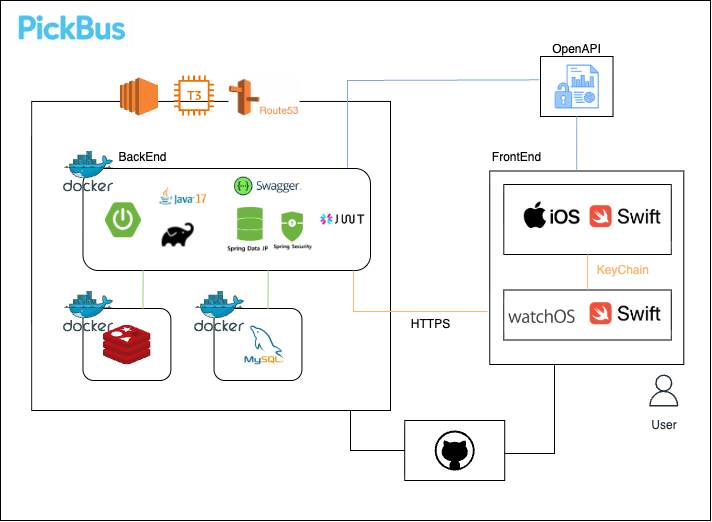 PickBus
OpenAPI
T3
Route53
docker
BackEnd
FrontEnd
Java 17
Swagger
JWT
Spring Data JP
Spring Security
iOS
Swift
KeyChain
watchOS
Swift
docker
docker
MySQL
HTTPS
User